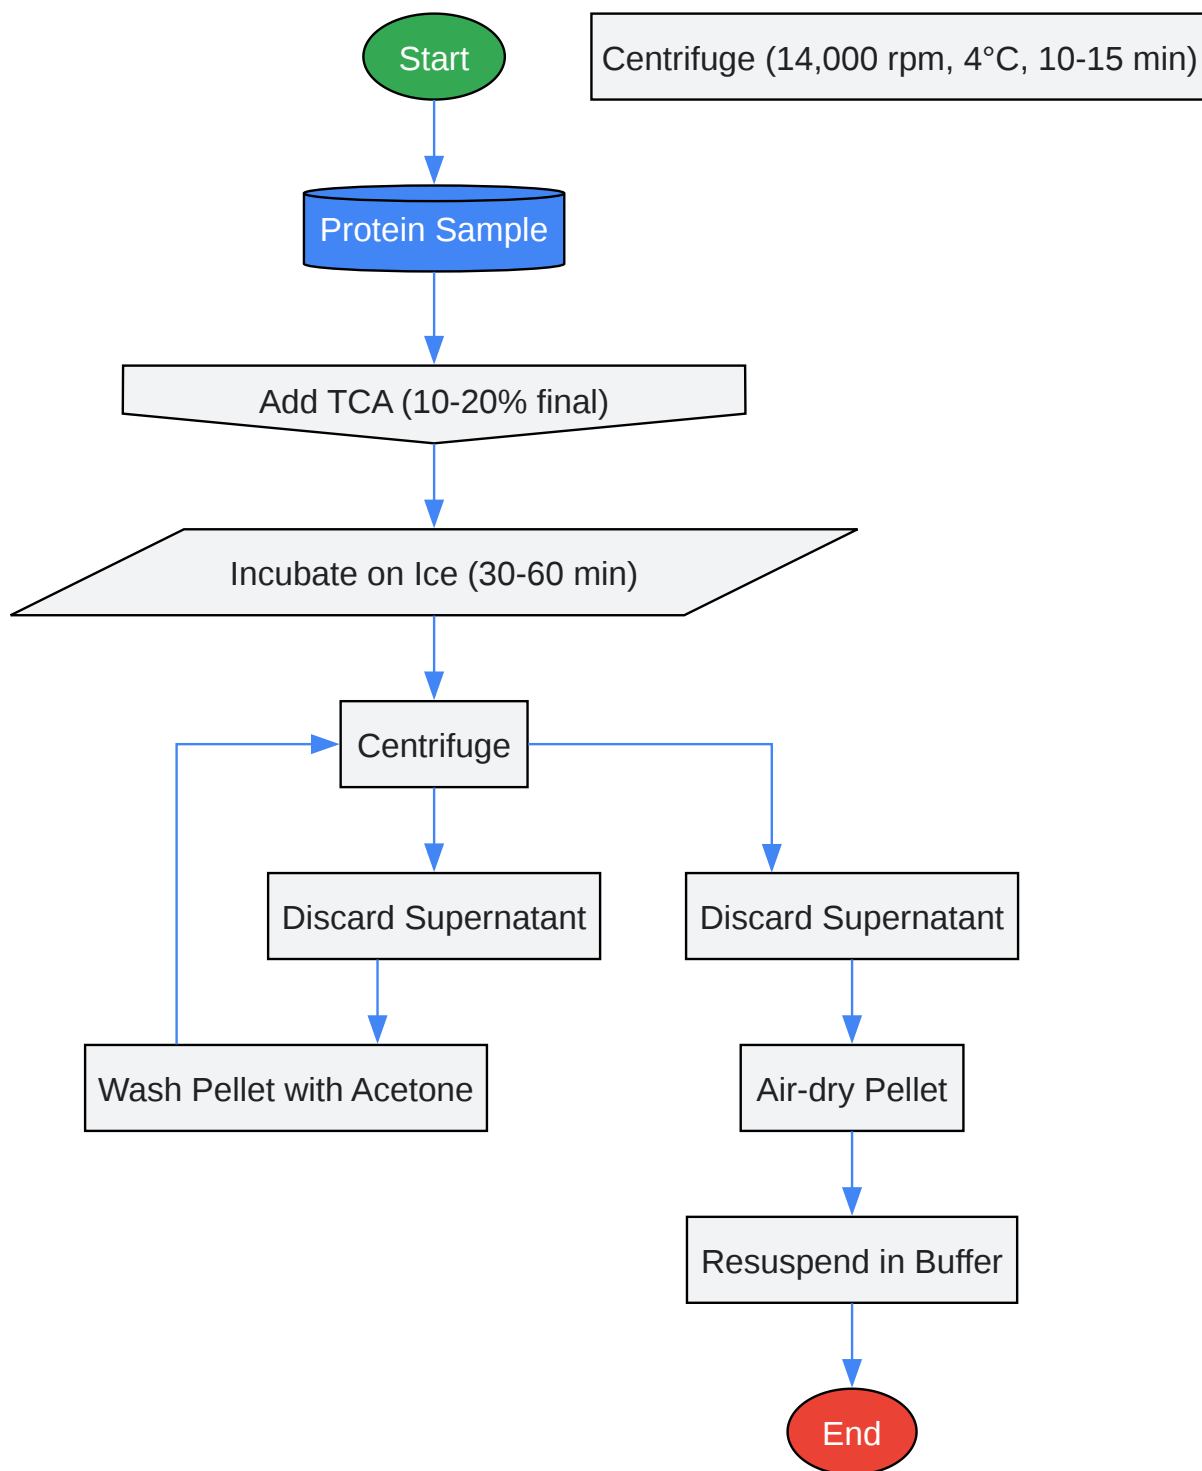 Start
Centrifuge (14,000 rpm, 4°C, 10-15 min)
Protein Sample
Add TCA (10-20% final)
Incubate on Ice (30-60 min)
Centrifuge
Discard Supernatant
Discard Supernatant
Wash Pellet with Acetone
Air-dry Pellet
Resuspend in Buffer
End